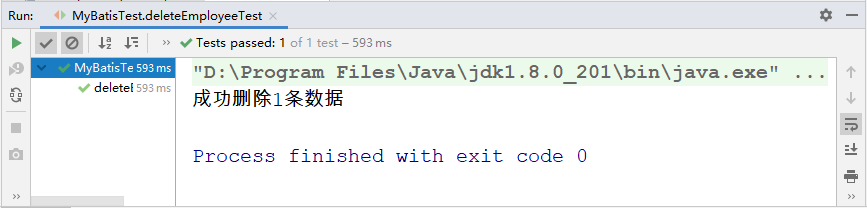 Run: MyBatisTest.deleteEmployeeTest
Tests passed: 1 of 1 test – 593 ms
MyBatisTe 593 ms
deleteE 593 ms
"D:\Program Files\Java\jdk1.8.0_201\bin\java.exe" ...
成功删除1条数据
Process finished with exit code 0